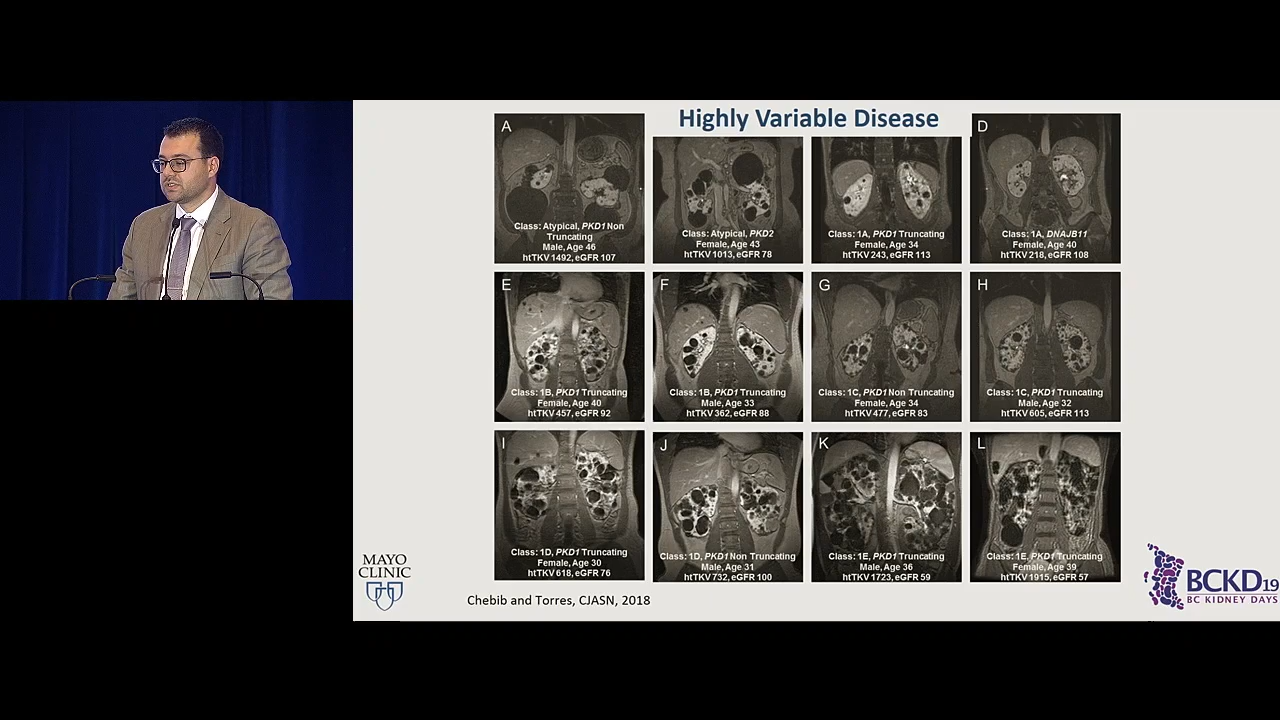 Highly Variable Disease
A
Class: Atypical, PKD1 Non
Truncating
Male, Age 46
htTKV 1492, eGFR 107
Class: Atypical, PKD2
Female, Age 43
htTKV 1013, eGFR 78
Class: 1A, PKD1 Truncating
Female, Age 34
htTKV 243, eGFR 113
D
Class: 1A, DNAJB11
Female, Age 40
htTKV 218, eGFR 108
E
Class: 1B, PKD1 Truncating
Female, Age 40
htTKV 457, eGFR 92
F
Class: 1B, PKD1 Truncating
Male, Age 33
htTKV 362, eGFR 88
G
Class: 1C, PKD1 Non Truncating
Female, Age 34
htTKV 477, eGFR 83
H
Class: 1C, PKD1 Truncating
Male, Age 32
htTKV 605, eGFR 113
I
Class: 1D, PKD1 Truncating
Female, Age 30
htTKV 618, eGFR 76
J
Class: 1D, PKD1 Non Truncating
Male, Age 31
htTKV 732, eGFR 100
K
Class: 1E, PKD1 Truncating
Male, Age 36
htTKV 1723, eGFR 59
L
Class: 1E, PKD1 Truncating
Female, Age 39
htTKV 1915, eGFR 57
MAYO
CLINIC
Chebib and Torres, CJASN, 2018
BCKD19
BC KIDNEY DAYS